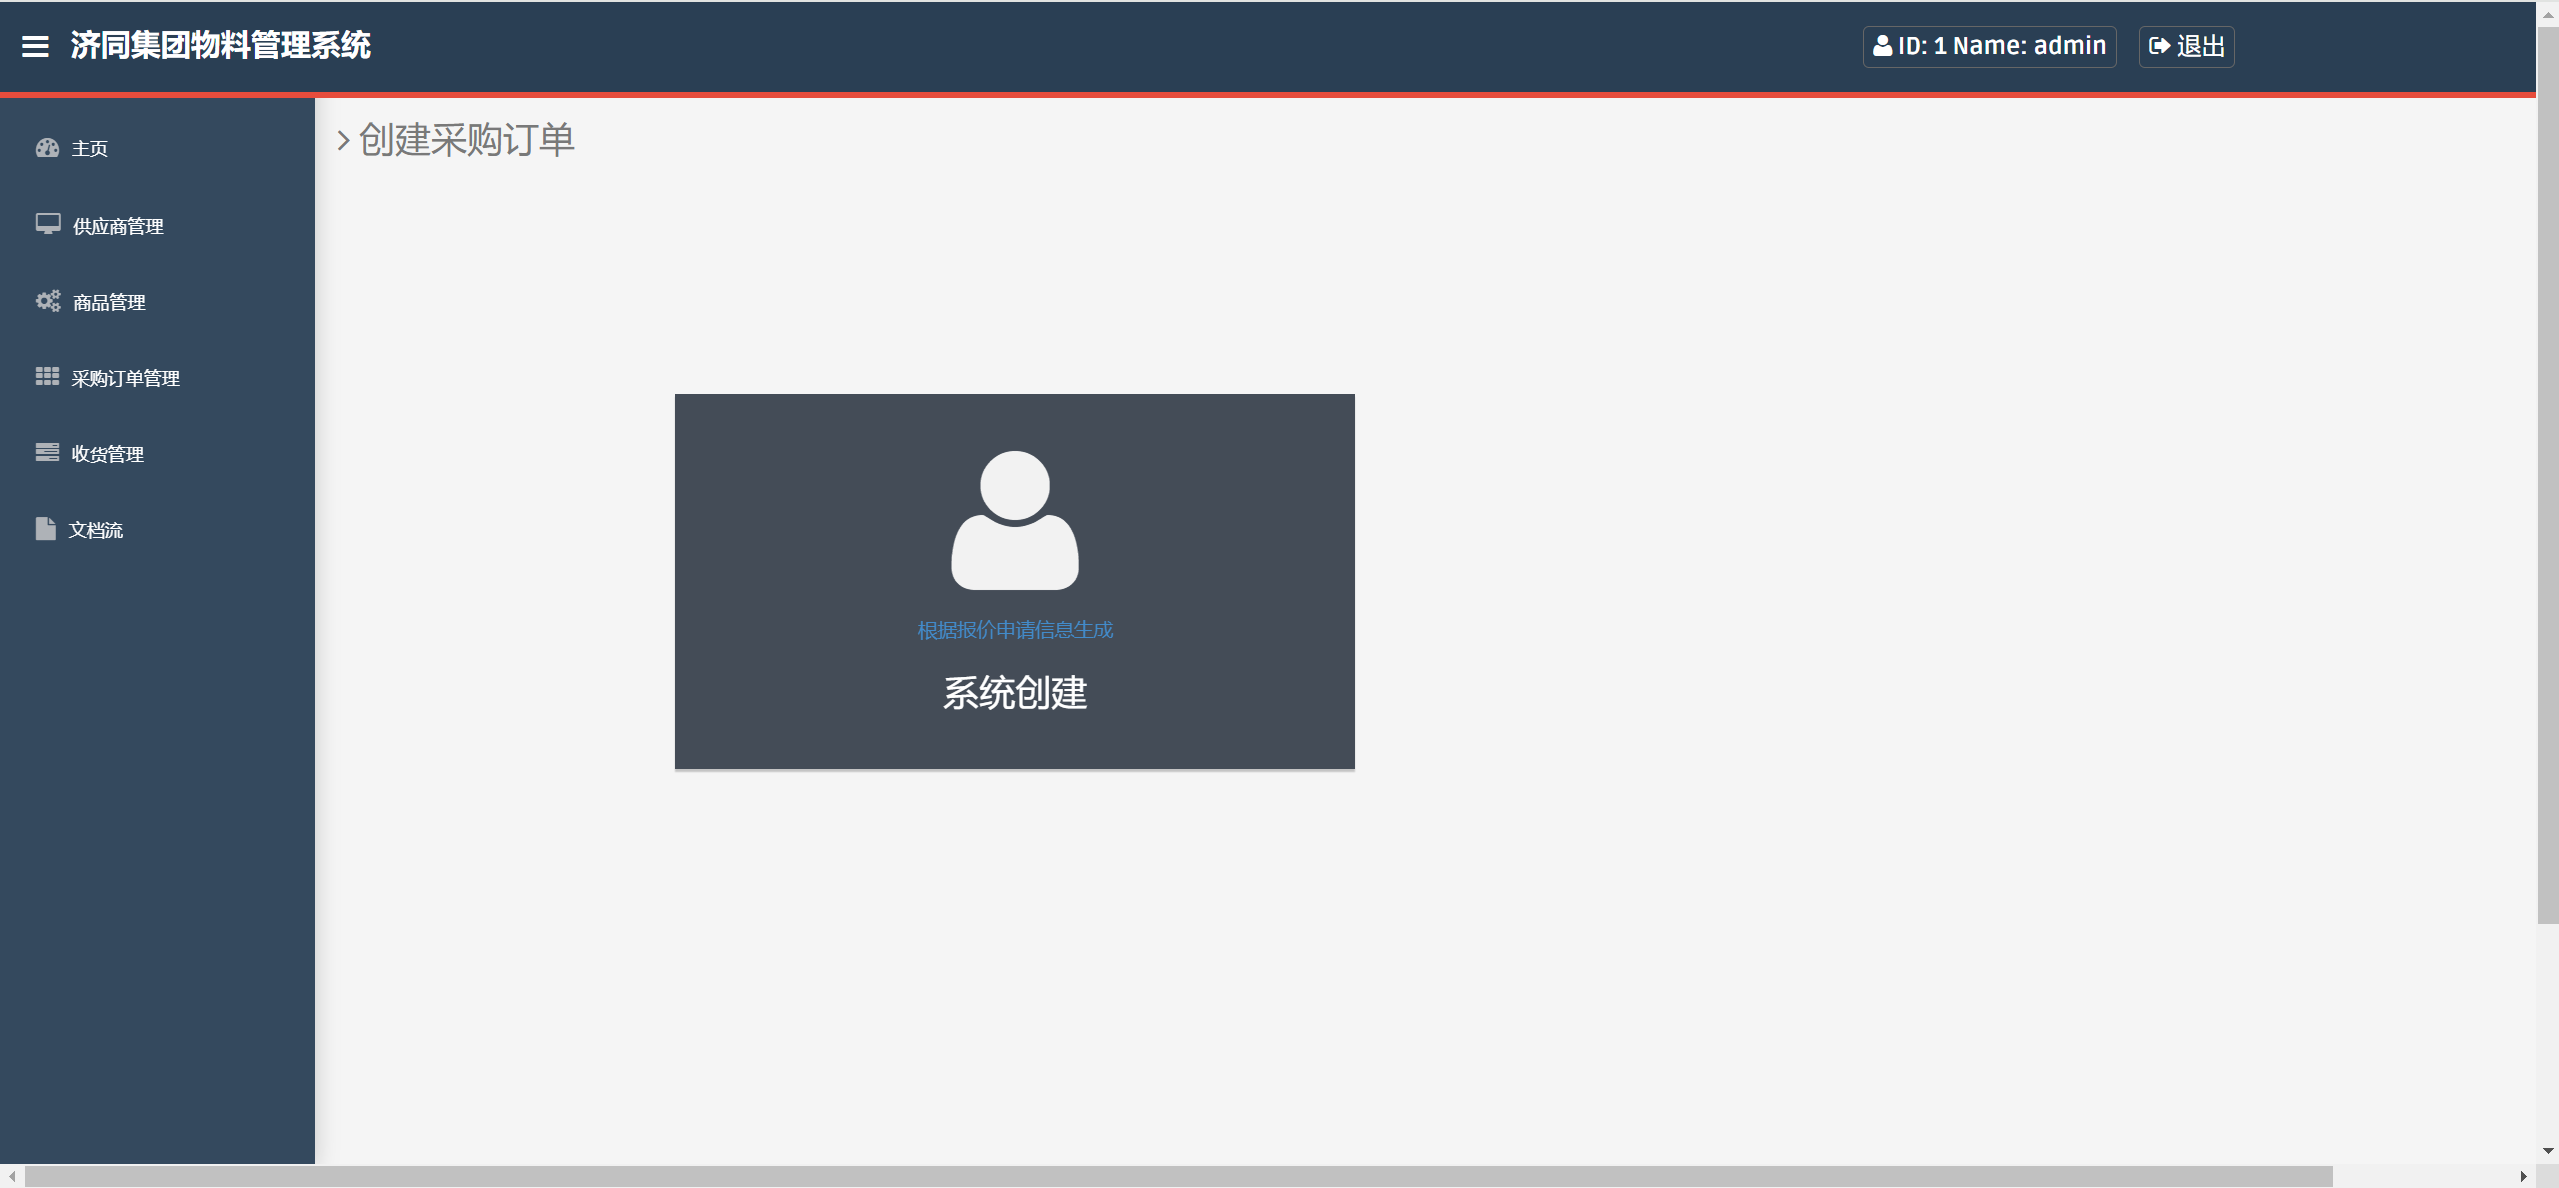 济同集团物料管理系统
ID: 1 Name: admin
退出
创建采购订单
主页
供应商管理
商品管理
采购订单管理
收货管理
文档流
根据报价申请信息生成
系统创建